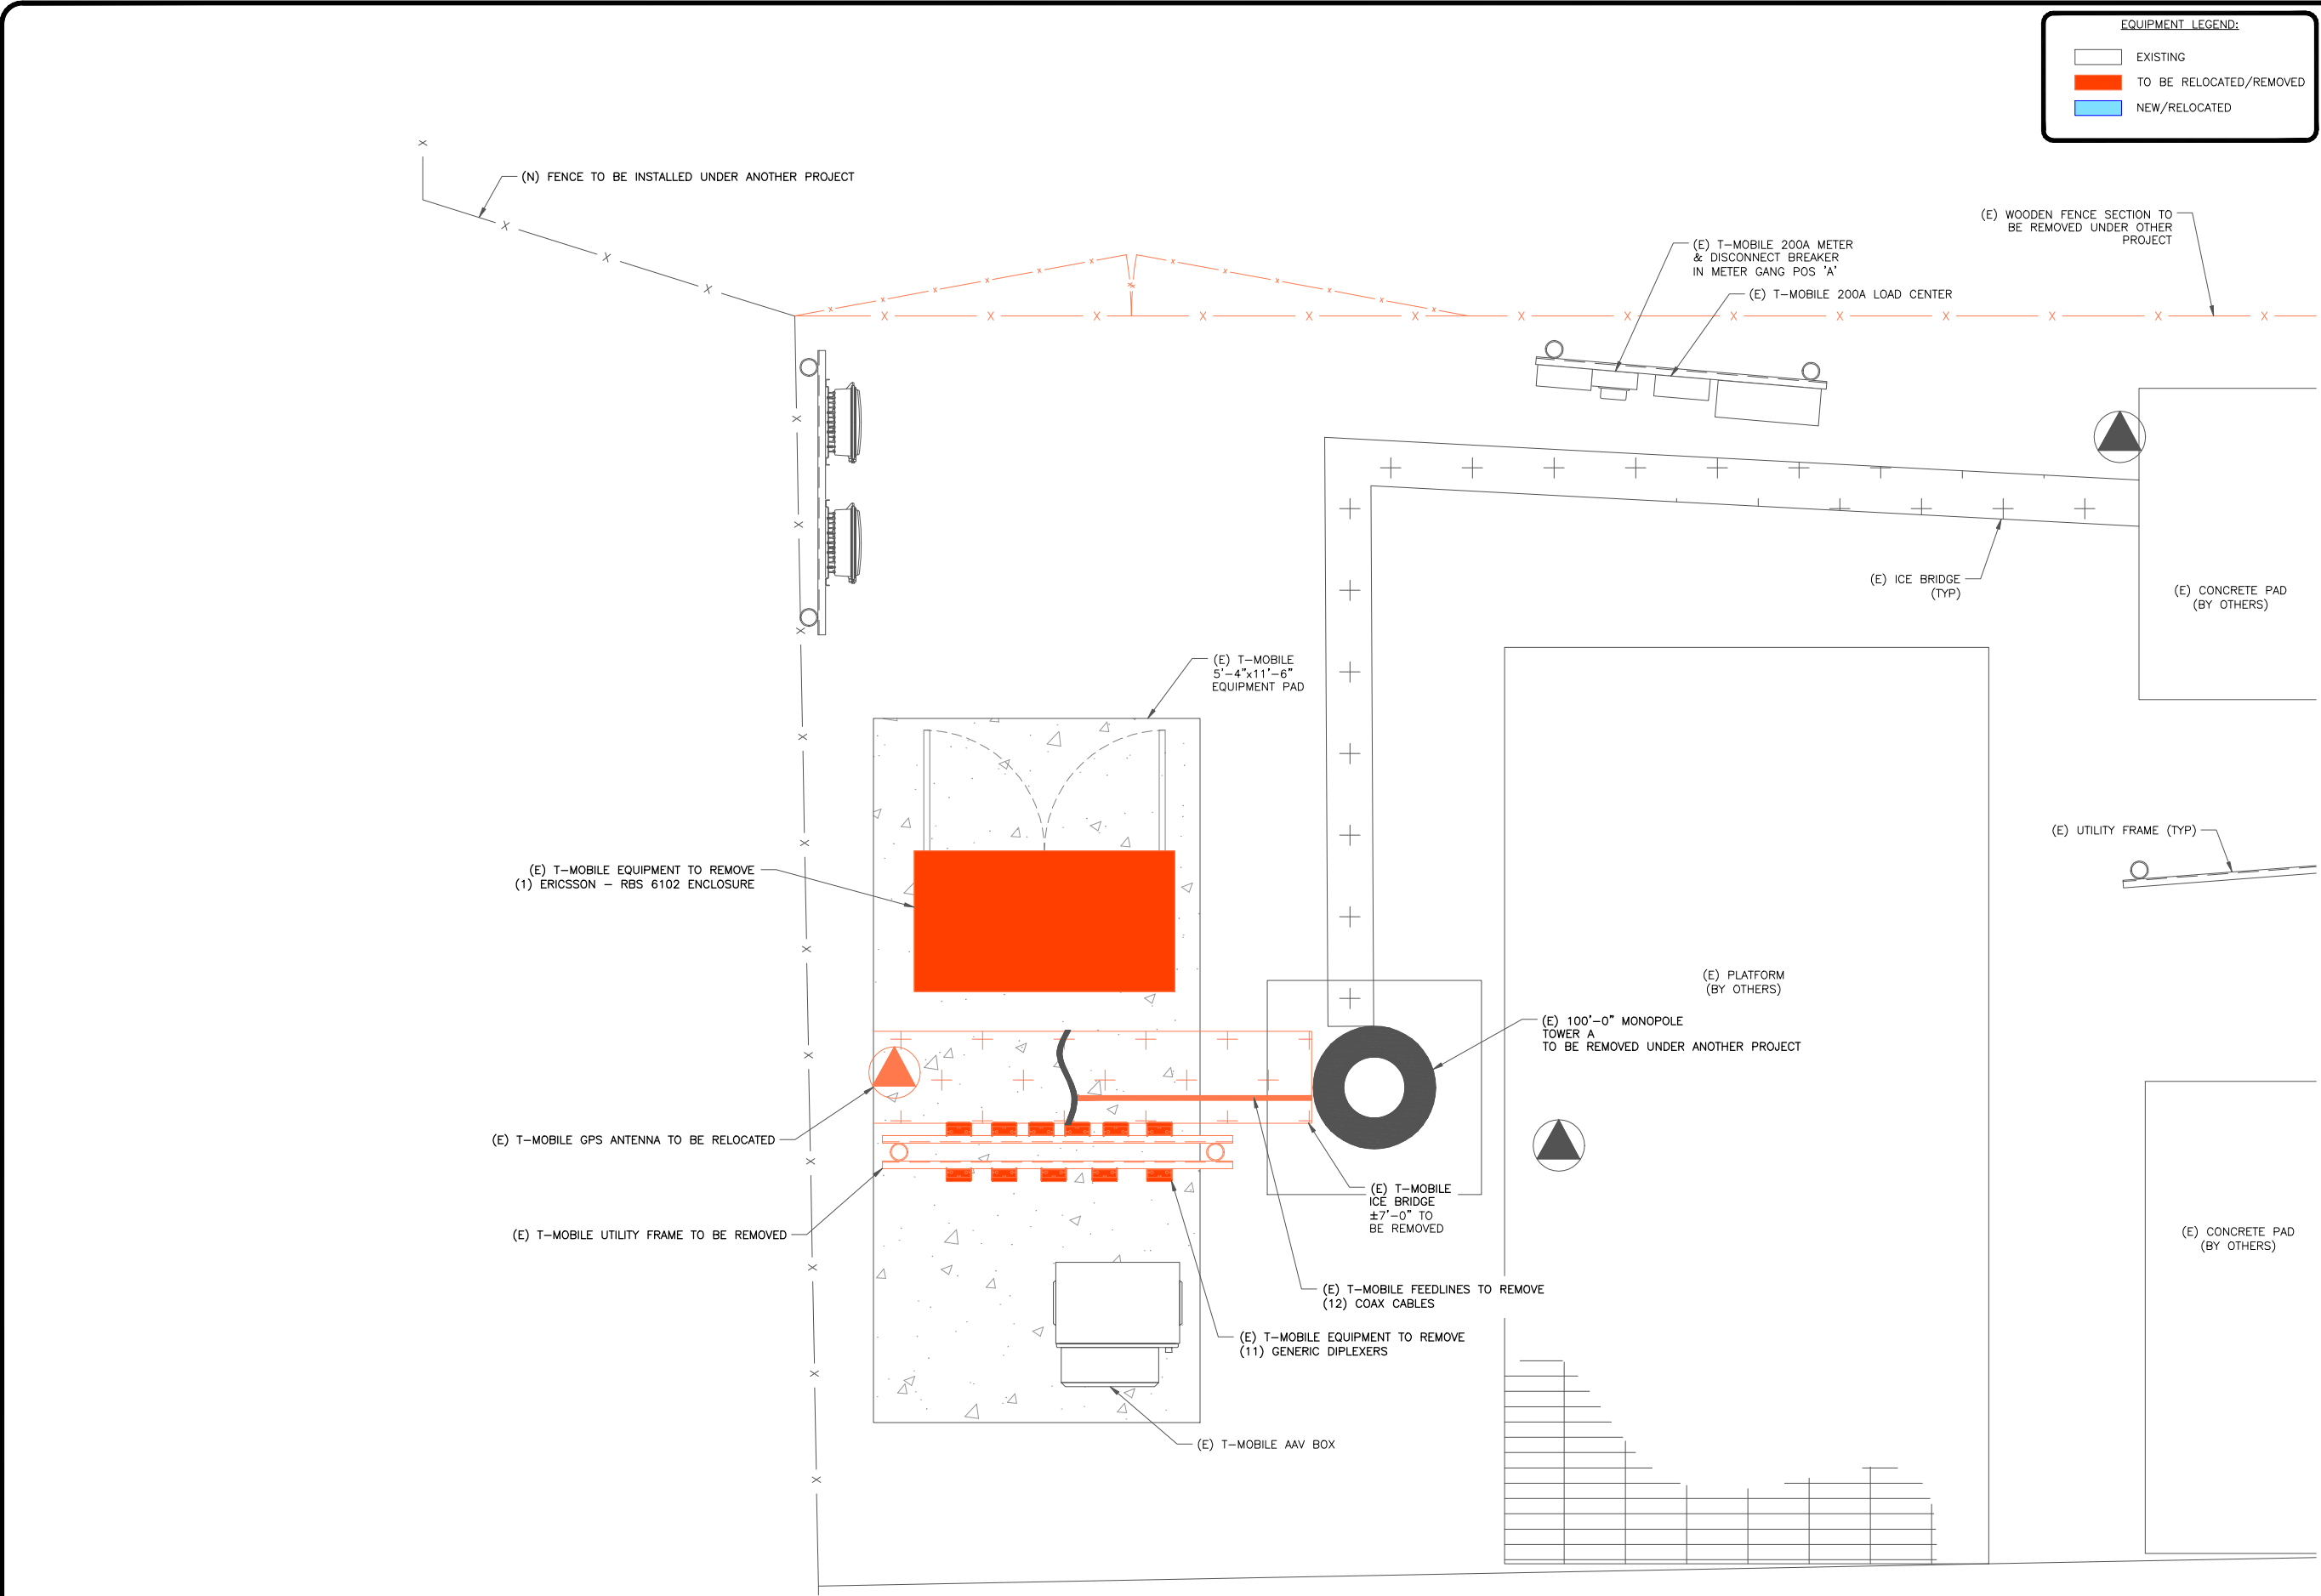 EQUIPMENT LEGEND:
EXISTING
TO BE RELOCATED/REMOVED
NEW/RELOCATED
(N) FENCE TO BE INSTALLED UNDER ANOTHER PROJECT
(E) WOODEN FENCE SECTION TO
BE REMOVED UNDER OTHER
PROJECT
(E) T-MOBILE 200A METER
& DISCONNECT BREAKER
IN METER GANG POS 'A'
(E) T-MOBILE 200A LOAD CENTER
(E) ICE BRIDGE
(TYP)
(E) CONCRETE PAD
(BY OTHERS)
(E) T-MOBILE
5'-4"x11'-6"
EQUIPMENT PAD
(E) UTILITY FRAME (TYP)
(E) T-MOBILE EQUIPMENT TO REMOVE
(1) ERICSSON - RBS 6102 ENCLOSURE
(E) PLATFORM
(BY OTHERS)
(E) 100'-0" MONOPOLE
TOWER A
TO BE REMOVED UNDER ANOTHER PROJECT
(E) T-MOBILE GPS ANTENNA TO BE RELOCATED
(E) T-MOBILE
ICE BRIDGE
±7'-0" TO
BE REMOVED
(E) T-MOBILE UTILITY FRAME TO BE REMOVED
(E) CONCRETE PAD
(BY OTHERS)
(E) T-MOBILE FEEDLINES TO REMOVE
(12) COAX CABLES
(E) T-MOBILE EQUIPMENT TO REMOVE
(11) GENERIC DIPLEXERS
(E) T-MOBILE AAV BOX